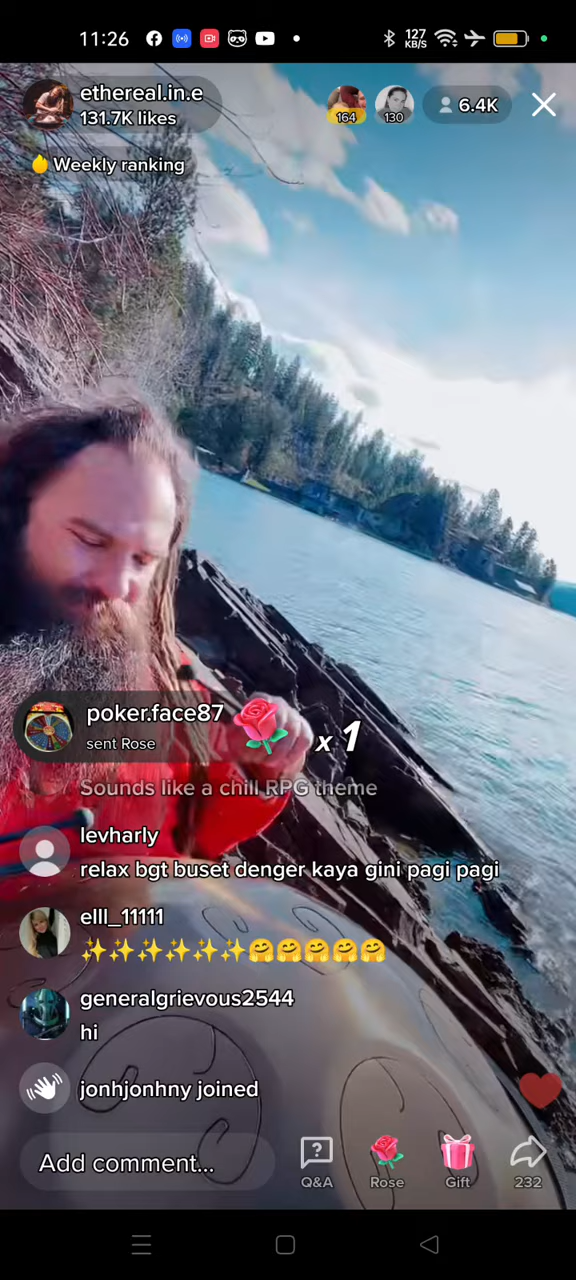 11:26
127
KB/S
ethereal.in.e
131.7K likes
164
130
6.4K
Weekly ranking
poker.face87
sent Rose
x 1
Sounds like a chill RPG theme
levharly
relax bgt buset denger kaya gini pagi pagi
elll_11111
✨✨✨✨✨✨🤗🤗🤗🤗🤗
generalgrievous2544
hi
jonhjonhny joined
Add comment...
Q&A
Rose
Gift
232